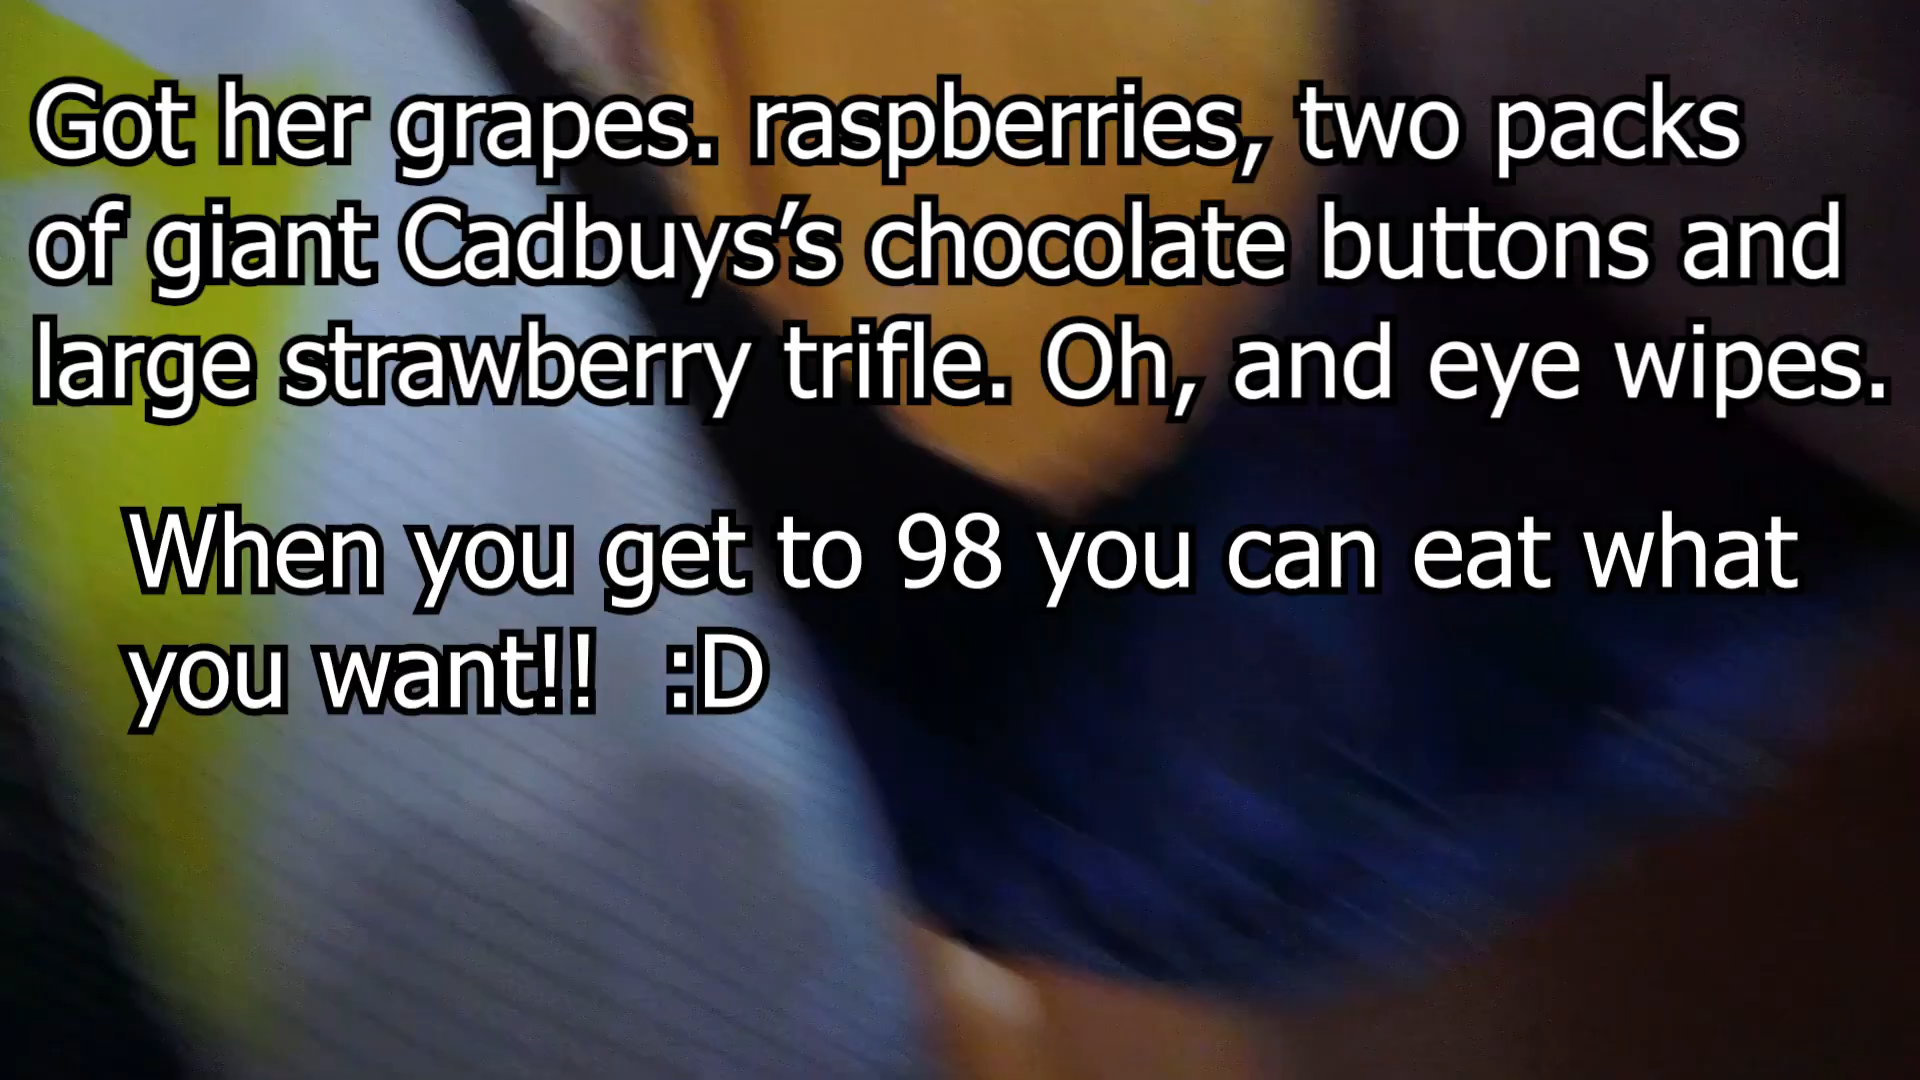 Got her grapes. raspberries, two packs
of giant Cadbuys’s chocolate buttons and
large strawberry trifle. Oh, and eye wipes.
When you get to 98 you can eat what
you want!! :D